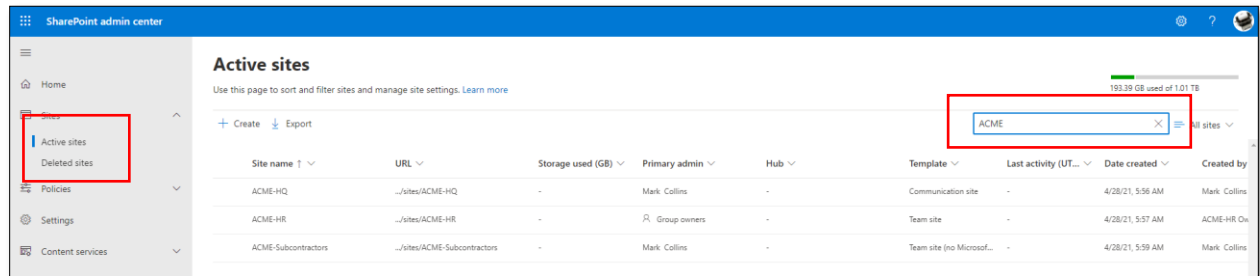 SharePoint admin center
?
Home
Active sites
Use this page to sort and filter sites and manage site settings. Learn more
193.39 GB used of 1.01 TB
Sites
+ Create Export
ACME
All sites
Active sites
Deleted sites
Site name ↑ URL Storage used (GB) Primary admin Hub Template Last activity (UT... Date created Created by
Policies
ACME-HQ .../sites/ACME-HQ - Mark Collins - Communication site - 4/28/21, 5:56 AM Mark Collins
Settings
ACME-HR .../sites/ACME-HR - Group owners - Team site - 4/28/21, 5:57 AM ACME-HR Ow
Content services
ACME-Subcontractors .../sites/ACME-Subcontractors - Mark Collins - Team site (no Microsof... - 4/28/21, 5:59 AM Mark Collins